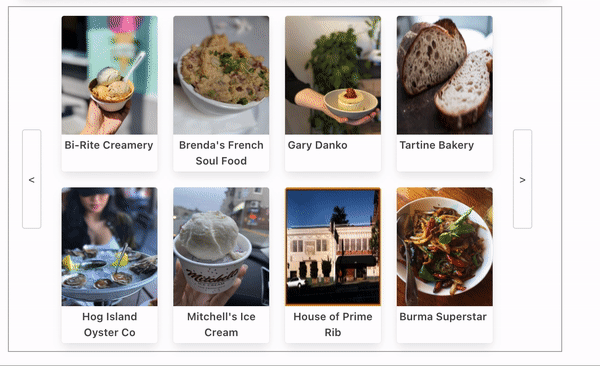 Bi-Rite Creamery
Brenda's French
Soul Food
Gary Danko
Tartine Bakery
<
>
Hog Island
Oyster Co
Mitchell's Ice
Cream
House of Prime
Rib
Burma Superstar
Mitchell's